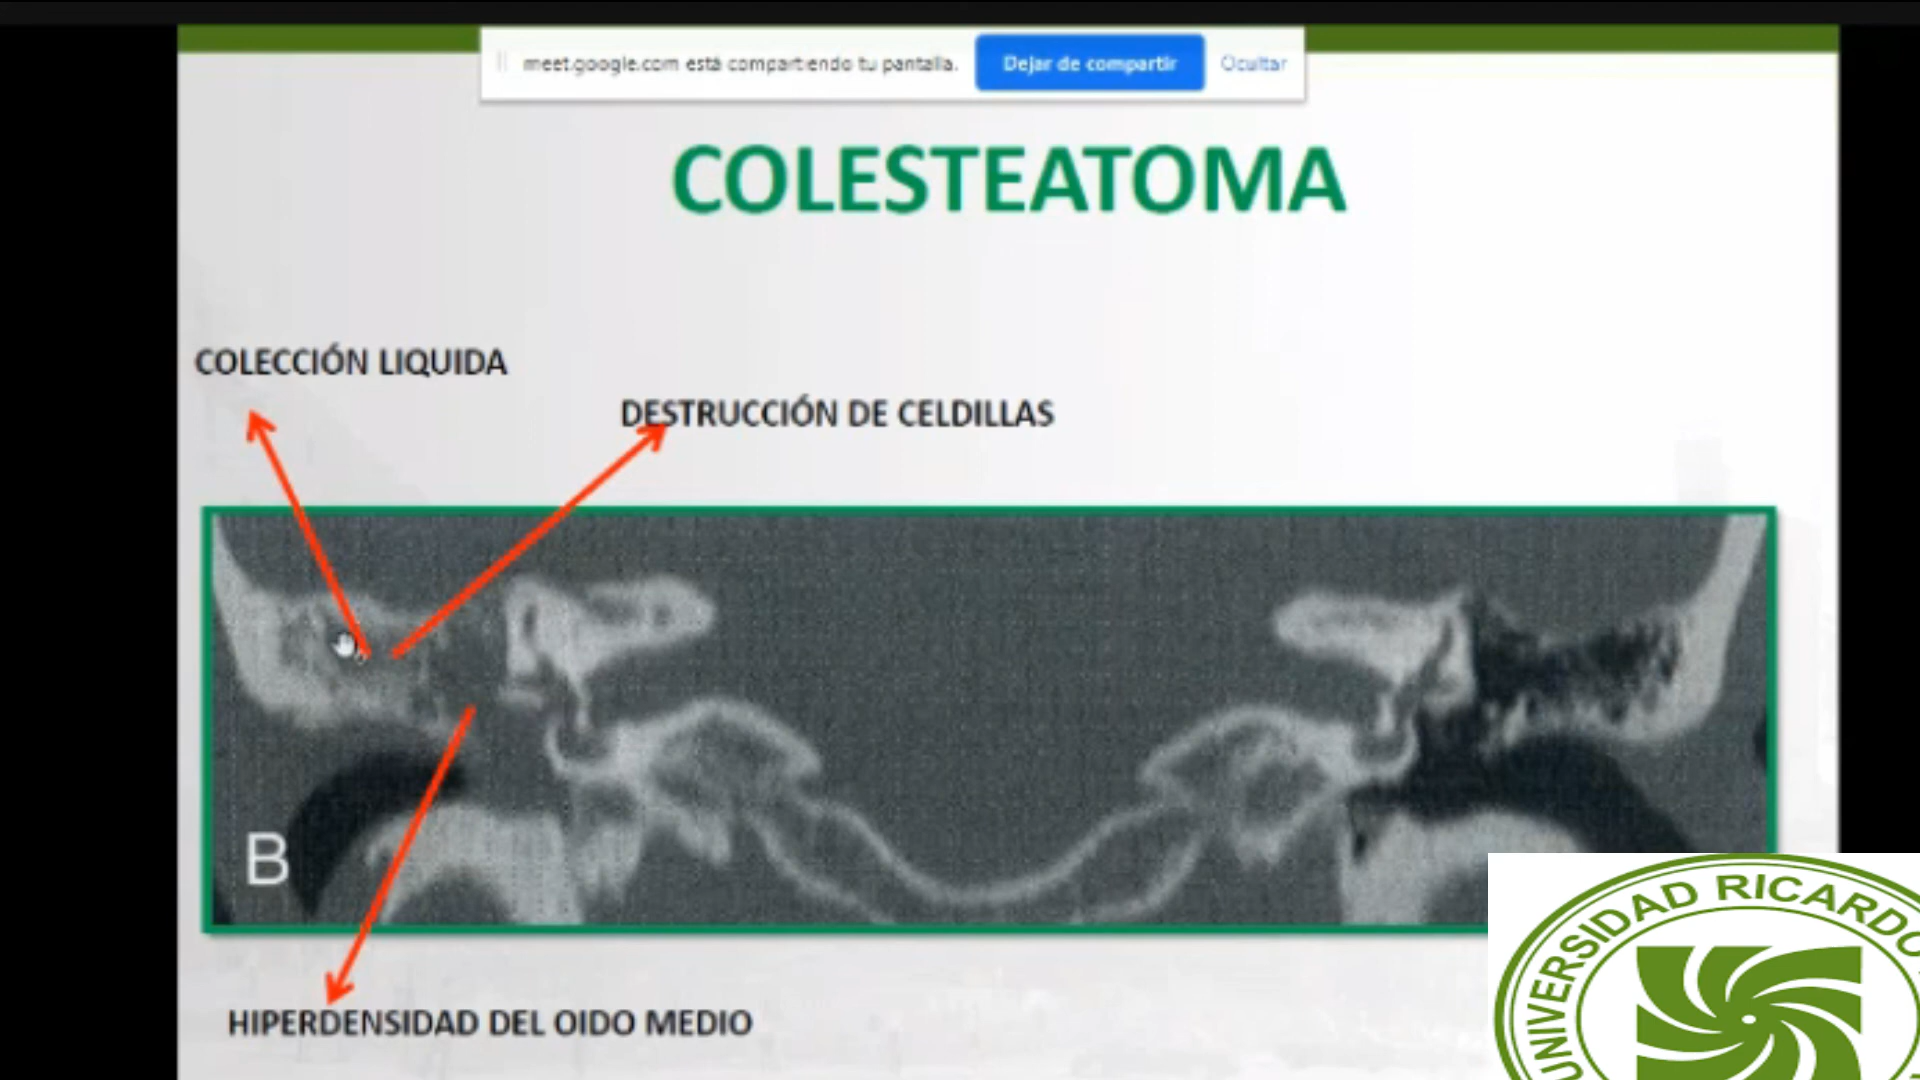 meet.google.com está compartiendo tu pantalla.
Dejar de compartir
Ocultar
COLESTEATOMA
COLECCIÓN LIQUIDA
DESTRUCCIÓN DE CELDILLAS
B
HIPERDENSIDAD DEL OIDO MEDIO
UNIVERSIDAD RICARDO